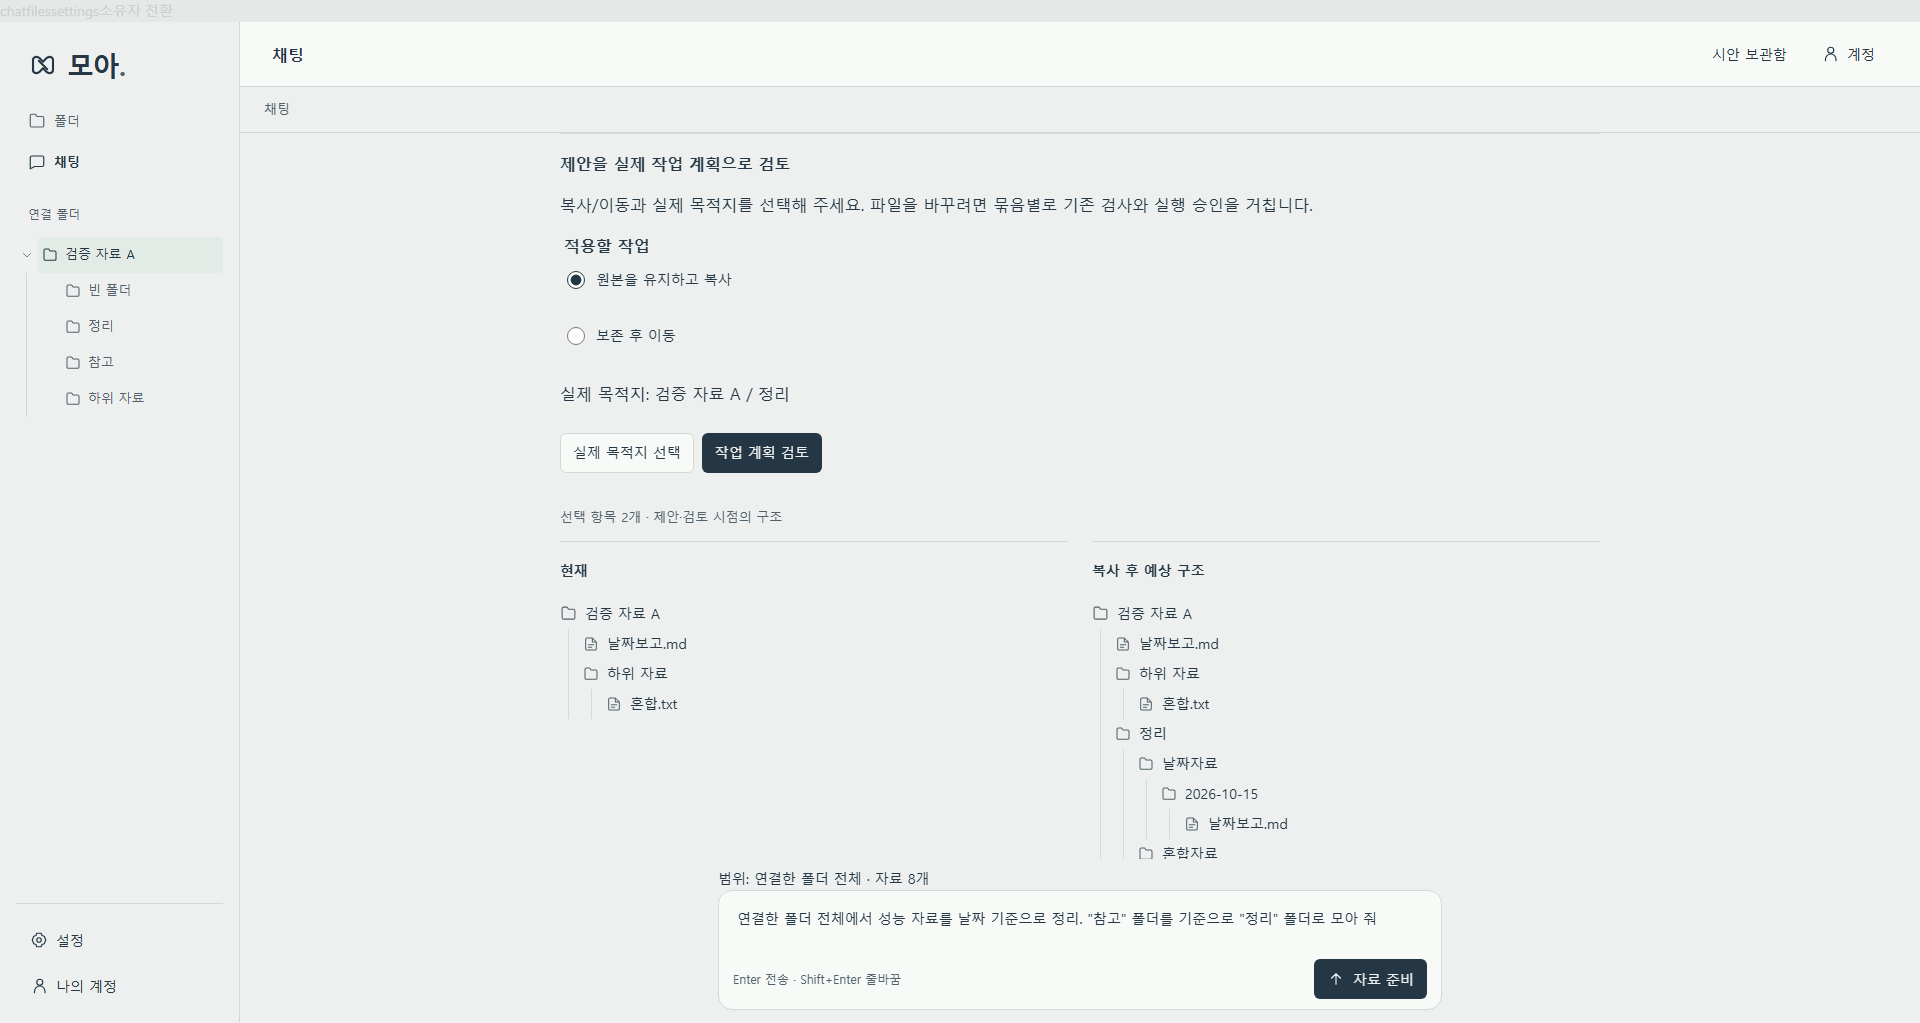 chatfilessettings소유자 전환
모아.
폴더
채팅
연결 폴더
검증 자료 A
빈 폴더
정리
참고
하위 자료
설정
나의 계정
채팅
시안 보관함
계정
채팅
제안을 실제 작업 계획으로 검토
복사/이동과 실제 목적지를 선택해 주세요. 파일을 바꾸려면 묶음별로 기존 검사와 실행 승인을 거칩니다.
적용할 작업
원본을 유지하고 복사
보존 후 이동
실제 목적지: 검증 자료 A / 정리
실제 목적지 선택
작업 계획 검토
선택 항목 2개 · 제안·검토 시점의 구조
현재
검증 자료 A
날짜보고.md
하위 자료
혼합.txt
복사 후 예상 구조
검증 자료 A
날짜보고.md
하위 자료
혼합.txt
정리
날짜자료
2026-10-15
날짜보고.md
혼합자료
범위: 연결한 폴더 전체 · 자료 8개
연결한 폴더 전체에서 성능 자료를 날짜 기준으로 정리. "참고" 폴더를 기준으로 "정리" 폴더로 모아 줘
Enter 전송 · Shift+Enter 줄바꿈
자료 준비